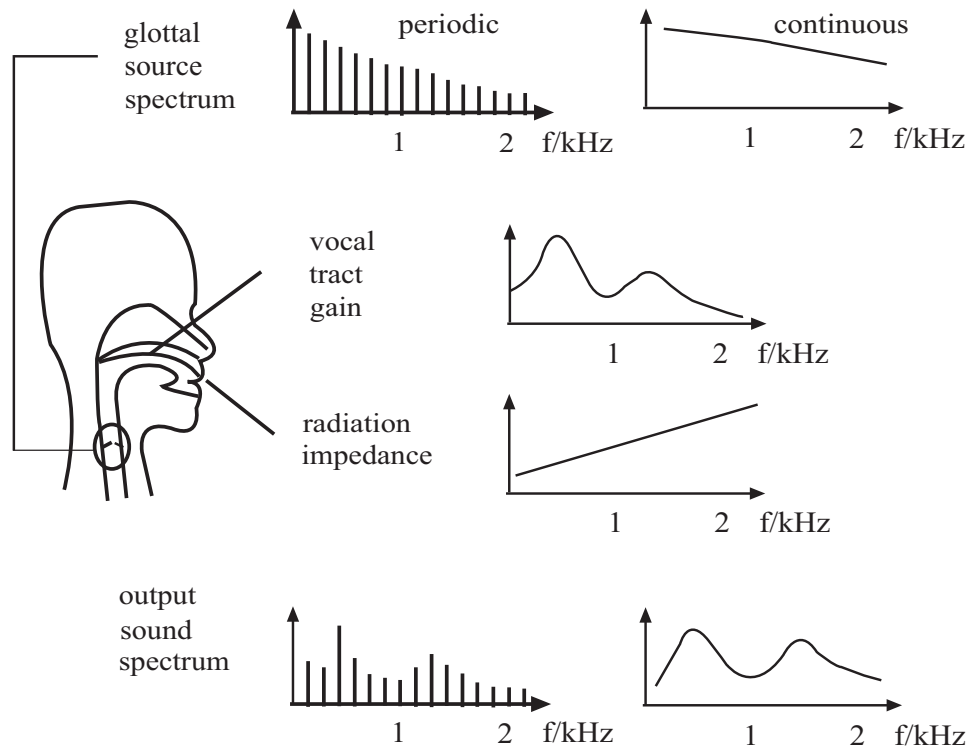 glottal
source
spectrum
periodic
1 2 f/kHz
continuous
1 2 f/kHz
vocal
tract
gain
1 2 f/kHz
radiation
impedance
1 2 f/kHz
output
sound
spectrum
1 2 f/kHz
1 2 f/kHz